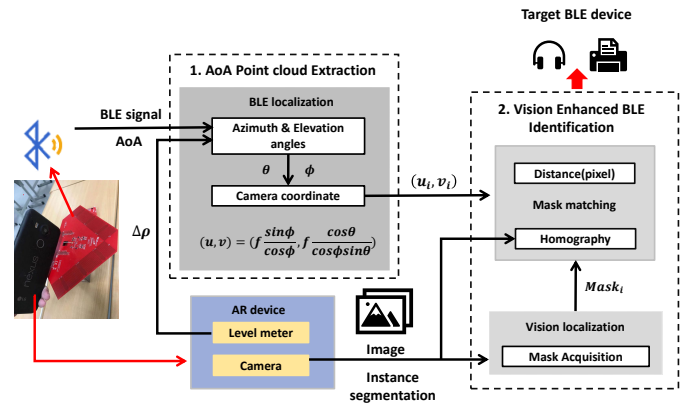 Target BLE device
1. AoA Point cloud Extraction
BLE localization
BLE signal
AoA
Azimuth & Elevation
angles
θ ϕ
Camera coordinate
(u, v) = (f sinϕ/cosϕ, f cosθ/cosϕsinθ)
Δρ
(u_i, v_i)
2. Vision Enhanced BLE
Identification
Distance(pixel)
Mask matching
Homography
Mask_i
Vision localization
Mask Acquisition
AR device
Level meter
Camera
Image
Instance
segmentation
nexus